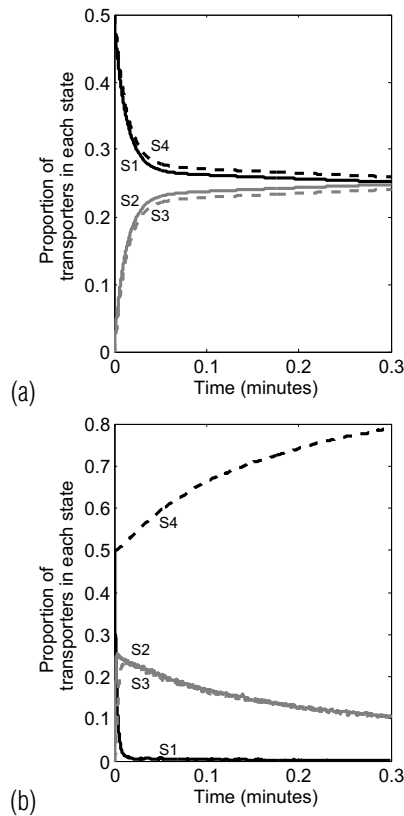 Proportion of
transporters in each state
0.5
0.4
0.3
0.2
0.1
0
S4
S1
S2
S3
0 0.1 0.2 0.3
Time (minutes)
(a)
Proportion of
transporters in each state
0.8
0.7
0.6
0.5
0.4
0.3
0.2
0.1
0
S4
S2
S3
S1
0 0.1 0.2 0.3
Time (minutes)
(b)